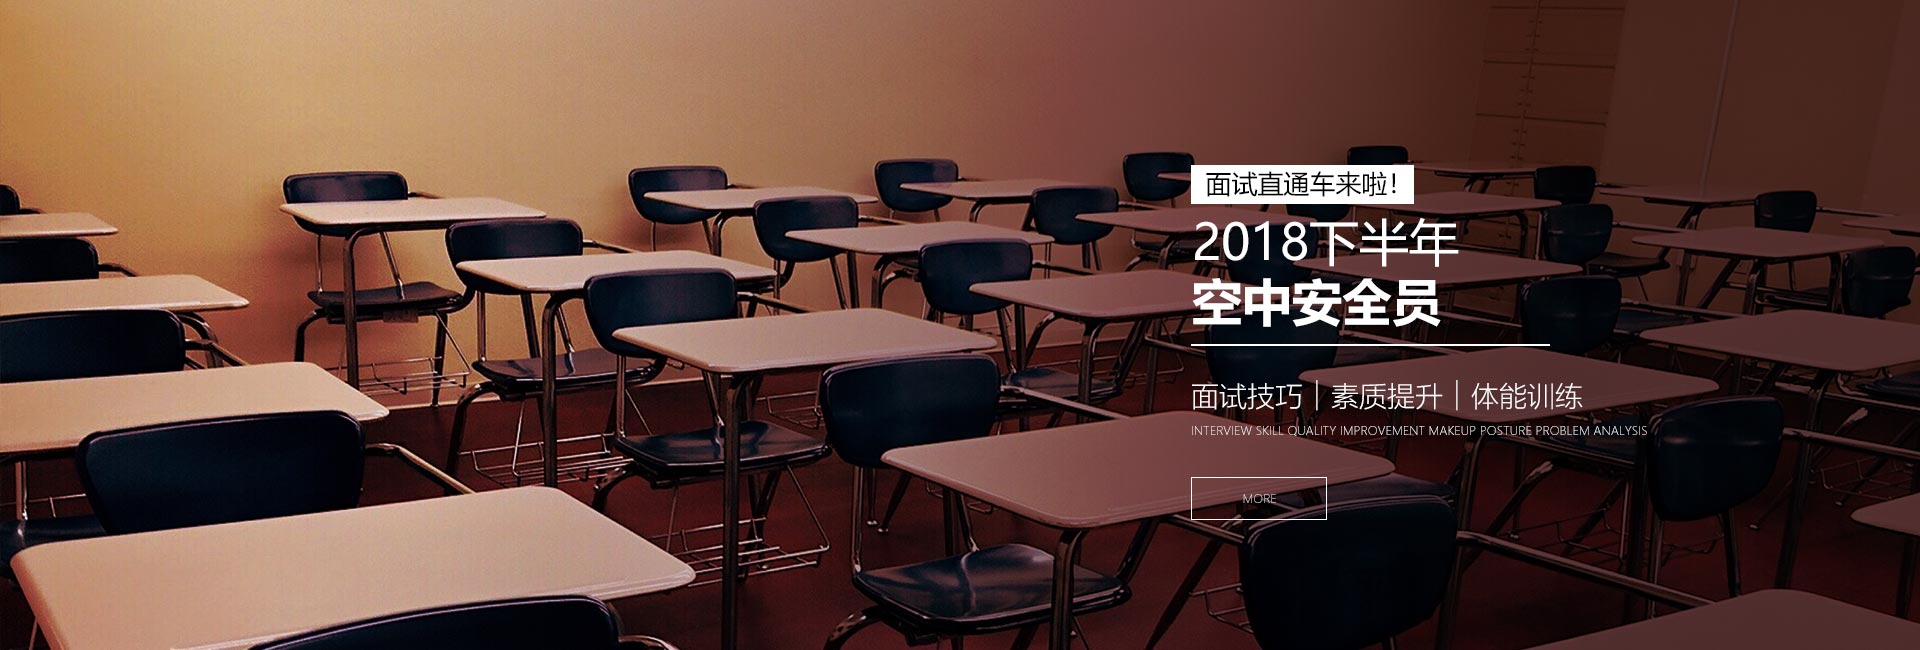 面试直通车来啦！
2018下半年
空中安全员
面试技巧｜素质提升｜体能训练
INTERVIEW SKILL QUALITY IMPROVEMENT MAKEUP POSTURE PROBLEM ANALYSIS
MORE